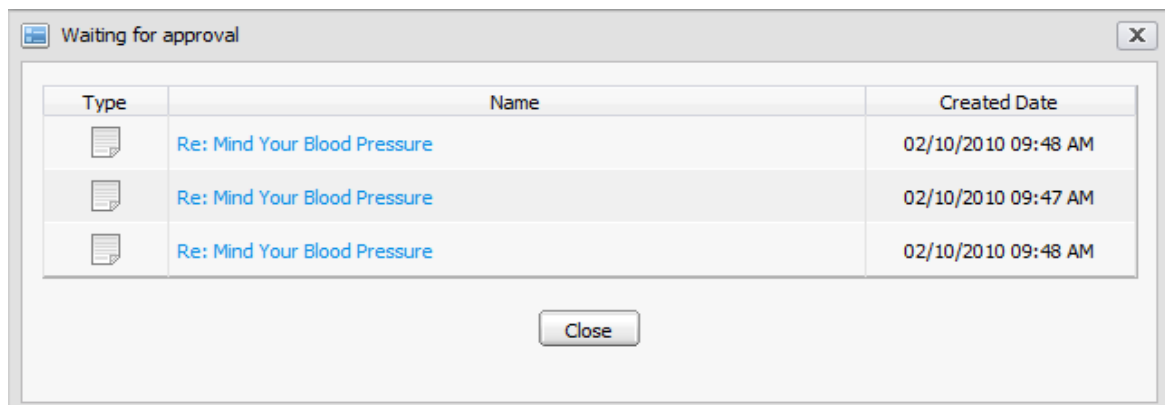 Waiting for approval
X
Type Name Created Date
Re: Mind Your Blood Pressure 02/10/2010 09:48 AM
Re: Mind Your Blood Pressure 02/10/2010 09:47 AM
Re: Mind Your Blood Pressure 02/10/2010 09:48 AM
Close